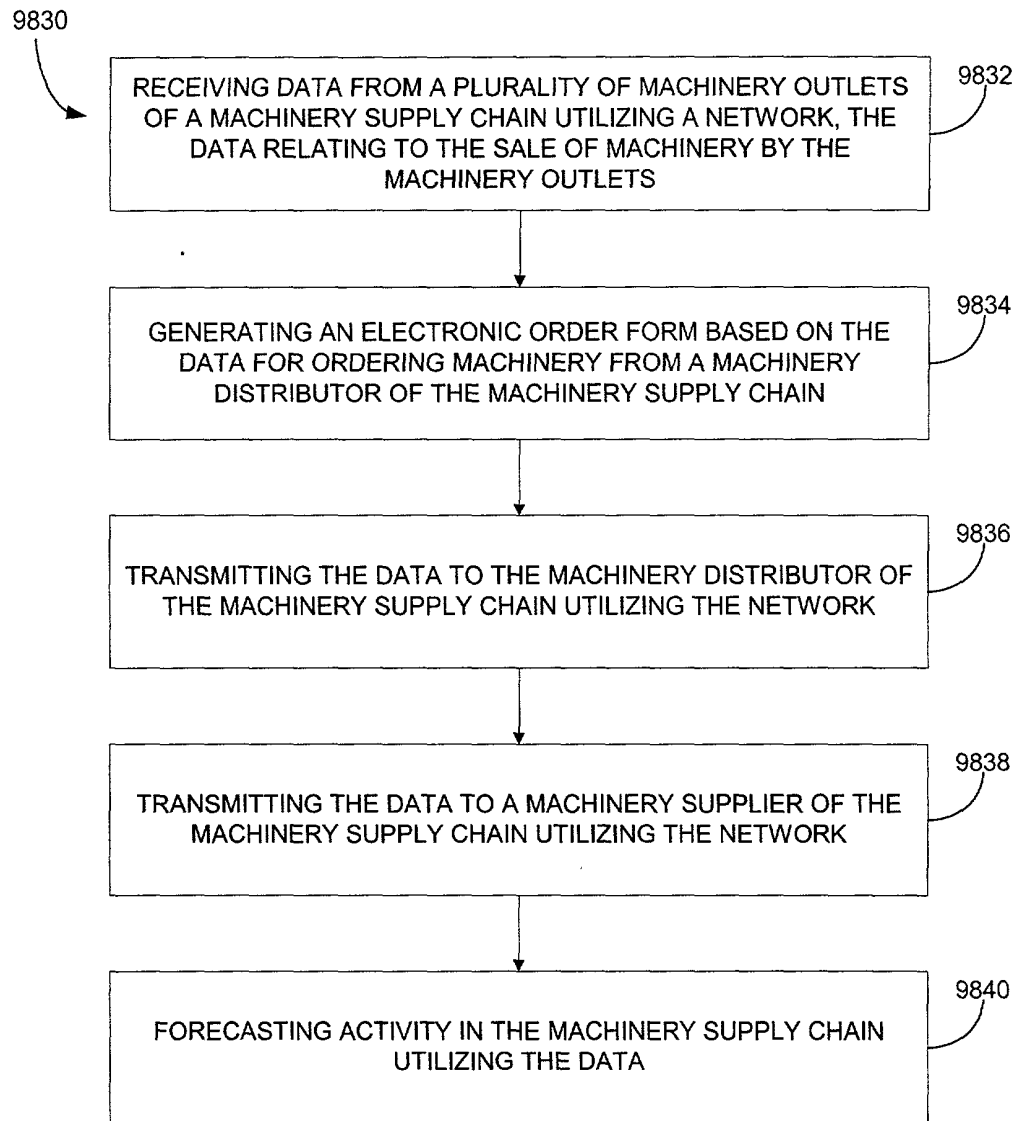 9830
RECEIVING DATA FROM A PLURALITY OF MACHINERY OUTLETS
OF A MACHINERY SUPPLY CHAIN UTILIZING A NETWORK, THE
DATA RELATING TO THE SALE OF MACHINERY BY THE
MACHINERY OUTLETS
9832
GENERATING AN ELECTRONIC ORDER FORM BASED ON THE
DATA FOR ORDERING MACHINERY FROM A MACHINERY
DISTRIBUTOR OF THE MACHINERY SUPPLY CHAIN
9834
TRANSMITTING THE DATA TO THE MACHINERY DISTRIBUTOR OF
THE MACHINERY SUPPLY CHAIN UTILIZING THE NETWORK
9836
TRANSMITTING THE DATA TO A MACHINERY SUPPLIER OF THE
MACHINERY SUPPLY CHAIN UTILIZING THE NETWORK
9838
FORECASTING ACTIVITY IN THE MACHINERY SUPPLY CHAIN
UTILIZING THE DATA
9840